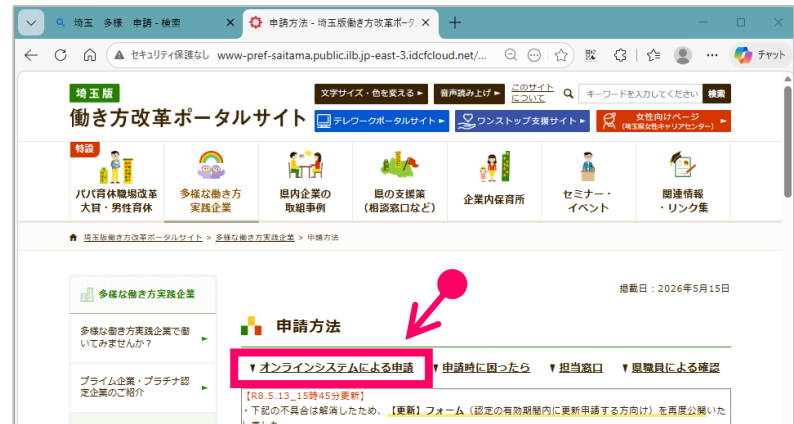 埼玉　多様　申請 - 検索
申請方法 - 埼玉版働き方改革ポータ
セキュリティ保護なし
www-pref-saitama.public.ilb.jp-east-3.idcfcloud.net/...
チャット
埼玉版
働き方改革ポータルサイト
文字サイズ・色を変える
音声読み上げ
このサイト
について
キーワードを入力してください
検索
テレワークポータルサイト
ワンストップ支援サイト
女性向けページ
(埼玉県女性キャリアセンター)
特設
パパ育休職場改革
大賞・男性育休
多様な働き方
実践企業
県内企業の
取組事例
県の支援策
(相談窓口など)
企業内保育所
セミナー・
イベント
関連情報
・リンク集
埼玉版働き方改革ポータルサイト > 多様な働き方実践企業 > 申請方法
多様な働き方実践企業
掲載日：2026年5月15日
多様な働き方実践企業で働
いてみませんか？
申請方法
▼オンラインシステムによる申請
▼申請時に困ったら
▼担当窓口
▼県職員による確認
プライム企業・プラチナ認
定企業のご紹介
【R8.5.13_15時45分更新】
・下記の不具合は解消したため、【更新】フォーム（認定の有効期間内に更新申請する方向け）を再度公開いた
しました